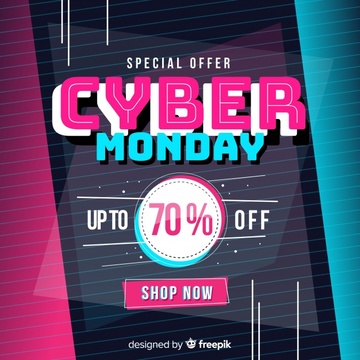 SPECIAL OFFER
CYBER
MONDAY
UP TO 70% OFF
SHOP NOW
designed by freepik